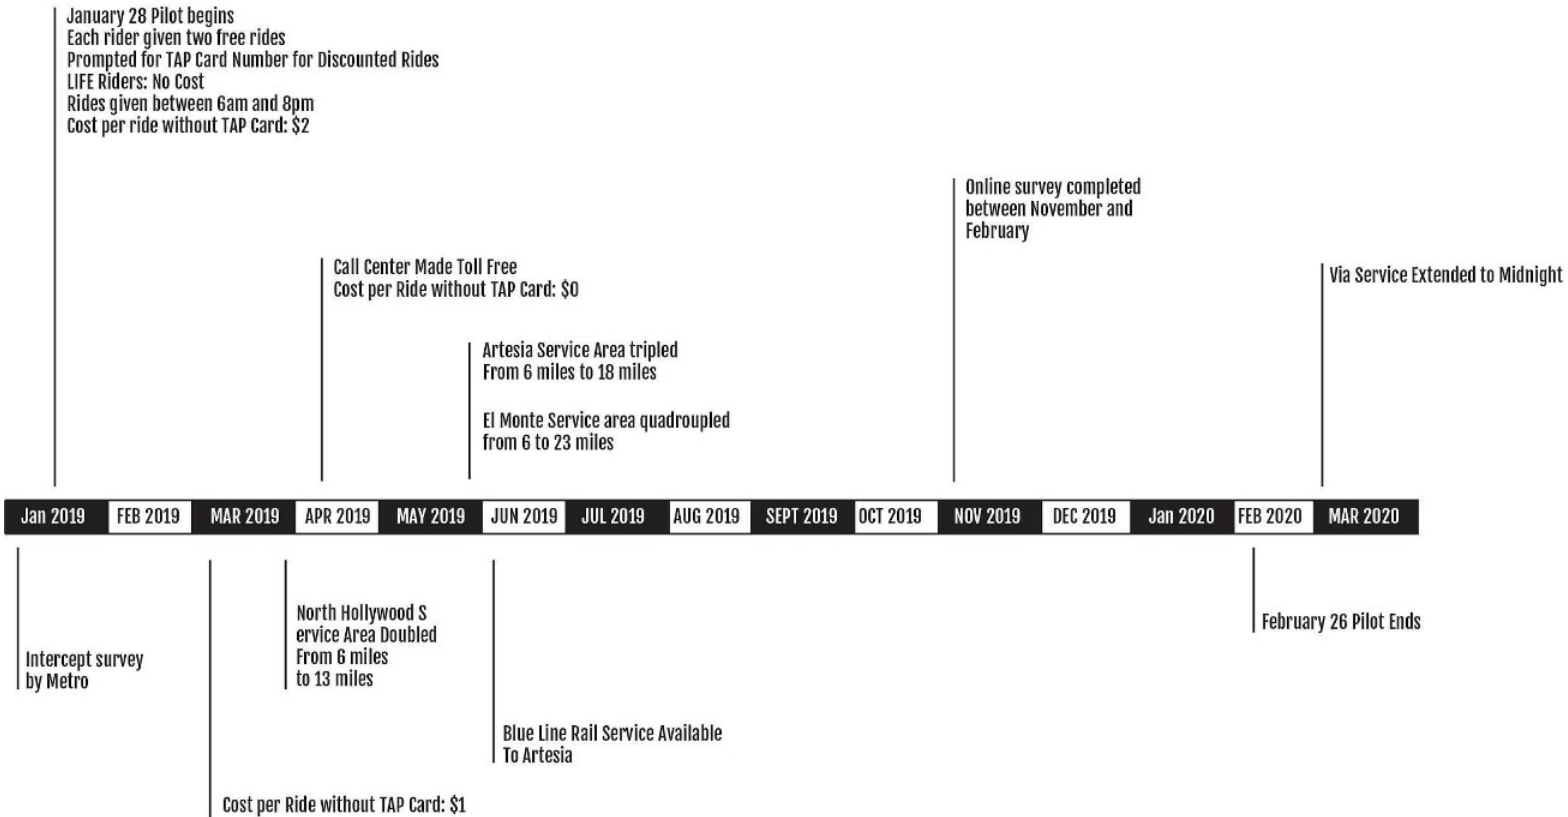 January 28 Pilot begins
Each rider given two free rides
Prompted for TAP Card Number for Discounted Rides
LIFE Riders: No Cost
Rides given between 6am and 8pm
Cost per ride without TAP Card: $2
Online survey completed
between November and
February
Call Center Made Toll Free
Cost per Ride without TAP Card: $0
Via Service Extended to Midnight
Artesia Service Area tripled
From 6 miles to 18 miles
El Monte Service area quadroupled
from 6 to 23 miles
Jan 2019 FEB 2019 MAR 2019 APR 2019 MAY 2019 JUN 2019 JUL 2019 AUG 2019 SEPT 2019 OCT 2019 NOV 2019 DEC 2019 Jan 2020 FEB 2020 MAR 2020
Intercept survey
by Metro
North Hollywood S
ervice Area Doubled
From 6 miles
to 13 miles
February 26 Pilot Ends
Blue Line Rail Service Available
To Artesia
Cost per Ride without TAP Card: $1